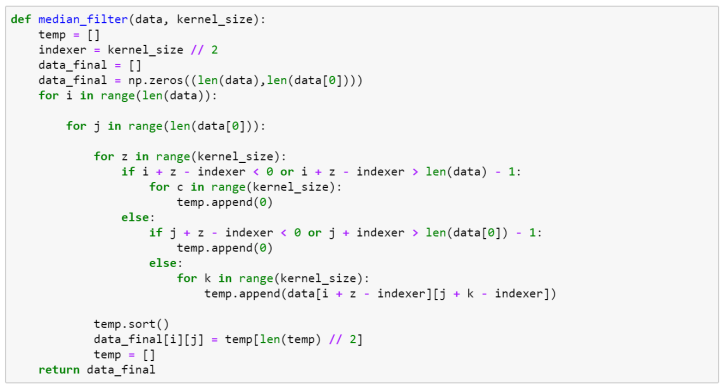 def median_filter(data, kernel_size):
    temp = []
    indexer = kernel_size // 2
    data_final = []
    data_final = np.zeros((len(data),len(data[0])))
    for i in range(len(data)):
        for j in range(len(data[0])):
            for z in range(kernel_size):
                if i + z - indexer < 0 or i + z - indexer > len(data) - 1:
                    for c in range(kernel_size):
                        temp.append(0)
                else:
                    if j + z - indexer < 0 or j + indexer > len(data[0]) - 1:
                        temp.append(0)
                    else:
                        for k in range(kernel_size):
                            temp.append(data[i + z - indexer][j + k - indexer])
            temp.sort()
            data_final[i][j] = temp[len(temp) // 2]
            temp = []
    return data_final